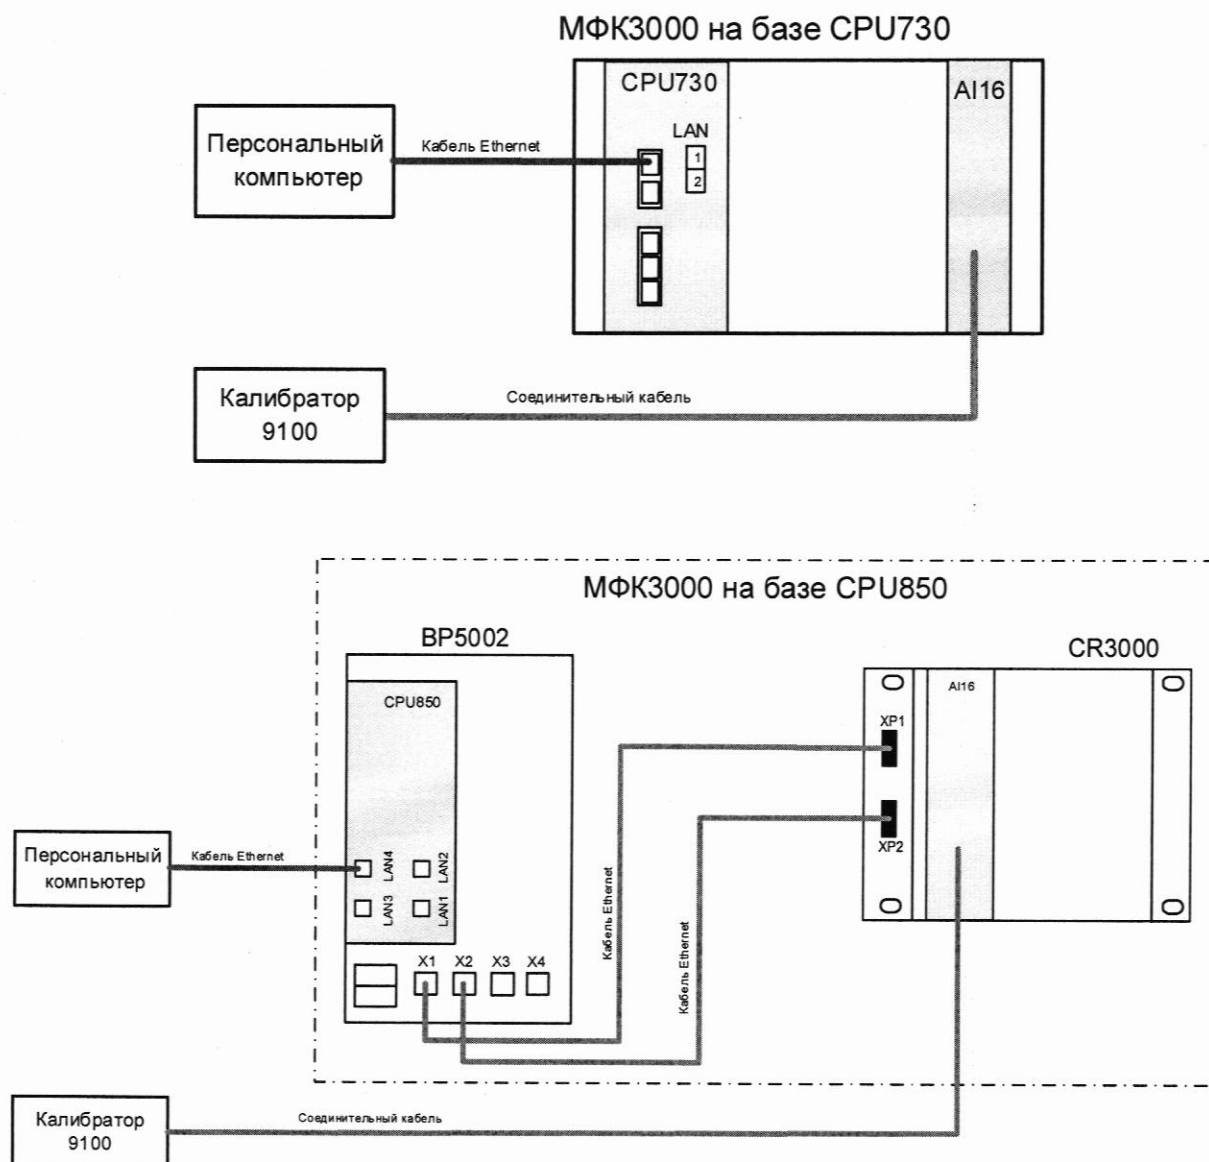 МФК3000 на базе CPU730
CPU730
AI16
LAN
1
2
Персональный
компьютер
Кабель Ethernet
Калибратор
9100
Соединительный кабель
МФК3000 на базе CPU850
BP5002
CR3000
CPU850
AI16
XP1
XP2
Персональный
компьютер
Кабель Ethernet
LAN4
LAN2
LAN3
LAN1
X1
X2
X3
X4
Кабель Ethernet
Кабель Ethernet
Калибратор
9100
Соединительный кабель